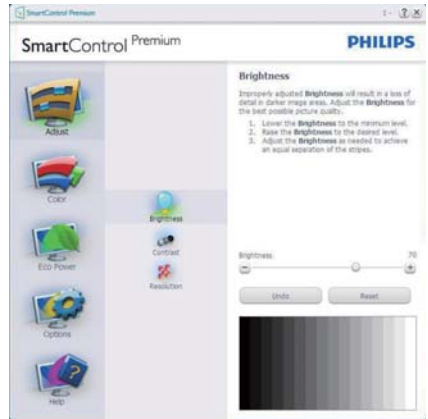 SmartControl Premium
SmartControl Premium
PHILIPS
Adjust
Color
Eco Power
Options
Help
Brightness
Contrast
Resolution
Brightness
Improperly adjusted Brightness will result in a loss of
detail in darker image areas. Adjust the Brightness for
the best possible picture quality.
1. Lower the Brightness to the minimum level.
2. Raise the Brightness to the desired level.
3. Adjust the Brightness as needed to achieve
an equal separation of the stripes.
Brightness 70
Undo Reset